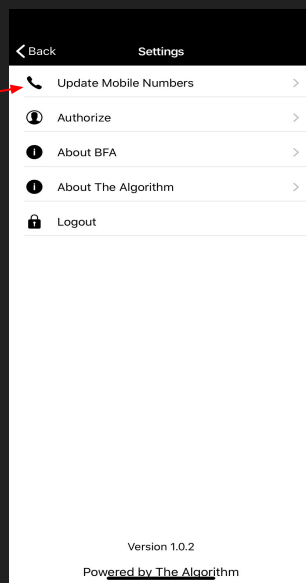 Back Settings
Update Mobile Numbers
Authorize
About BFA
About The Algorithm
Logout
Version 1.0.2
Powered by The Algorithm